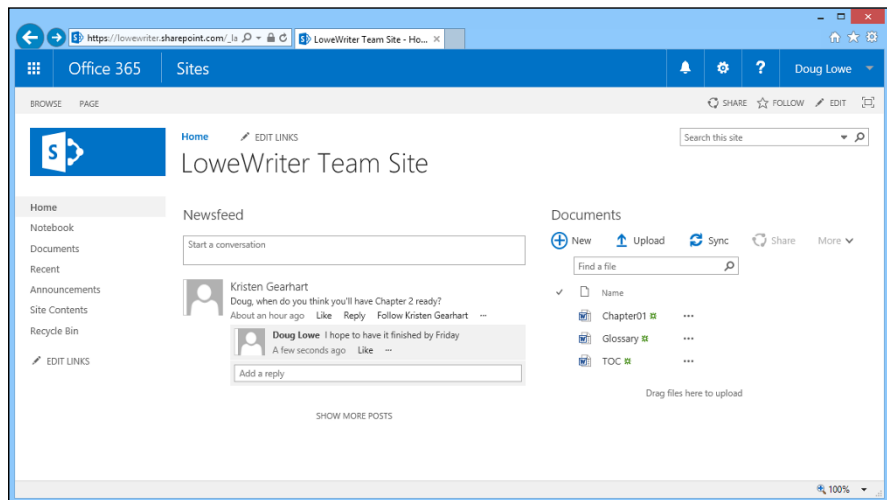 https://lowewriter.sharepoint.com/_la
LoweWriter Team Site - Ho...
Office 365
Sites
?
Doug Lowe
BROWSE PAGE
SHARE FOLLOW EDIT
S
Home EDIT LINKS
Search this site
LoweWriter Team Site
Home
Notebook
Documents
Recent
Announcements
Site Contents
Recycle Bin
EDIT LINKS
Newsfeed
Start a conversation
Kristen Gearhart
Doug, when do you think you'll have Chapter 2 ready?
About an hour ago Like Reply Follow Kristen Gearhart ...
Doug Lowe I hope to have it finished by Friday
A few seconds ago Like ...
Add a reply
SHOW MORE POSTS
Documents
New Upload Sync Share More
Find a file
Name
Chapter01 ...
Glossary ...
TOC ...
Drag files here to upload
100%